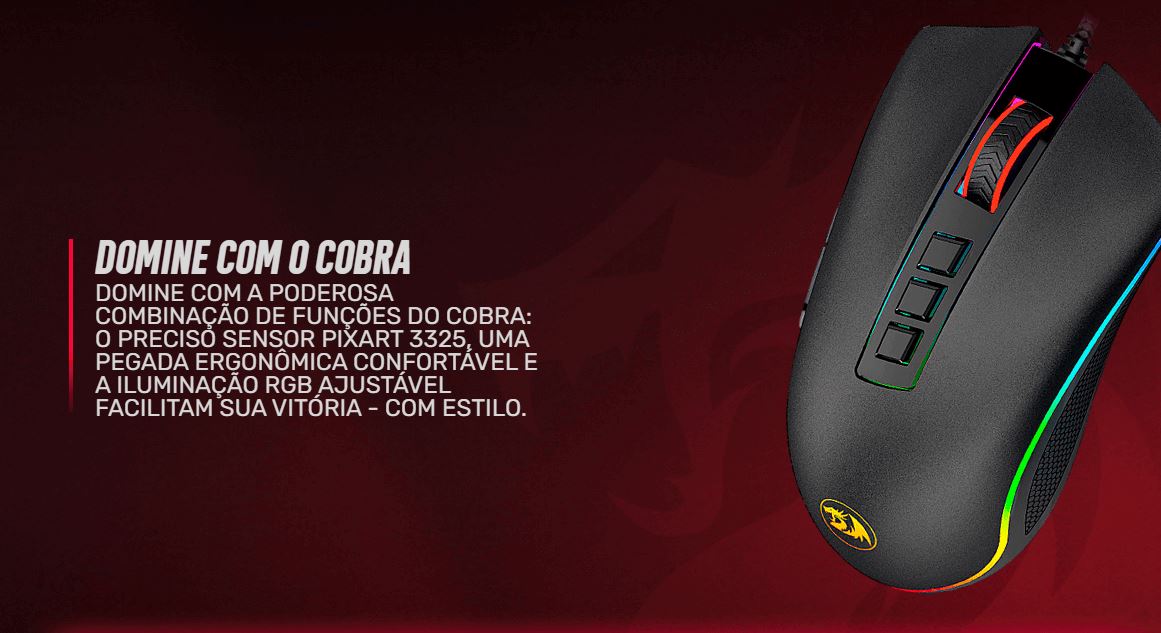 DOMINE COM O COBRA
DOMINE COM A PODEROSA
COMBINAÇÃO DE FUNÇÕES DO COBRA:
O PRECISO SENSOR PIXART 3325, UMA
PEGADA ERGONÔMICA CONFORTÁVEL E
A ILUMINAÇÃO RGB AJUSTÁVEL
FACILITAM SUA VITÓRIA - COM ESTILO.